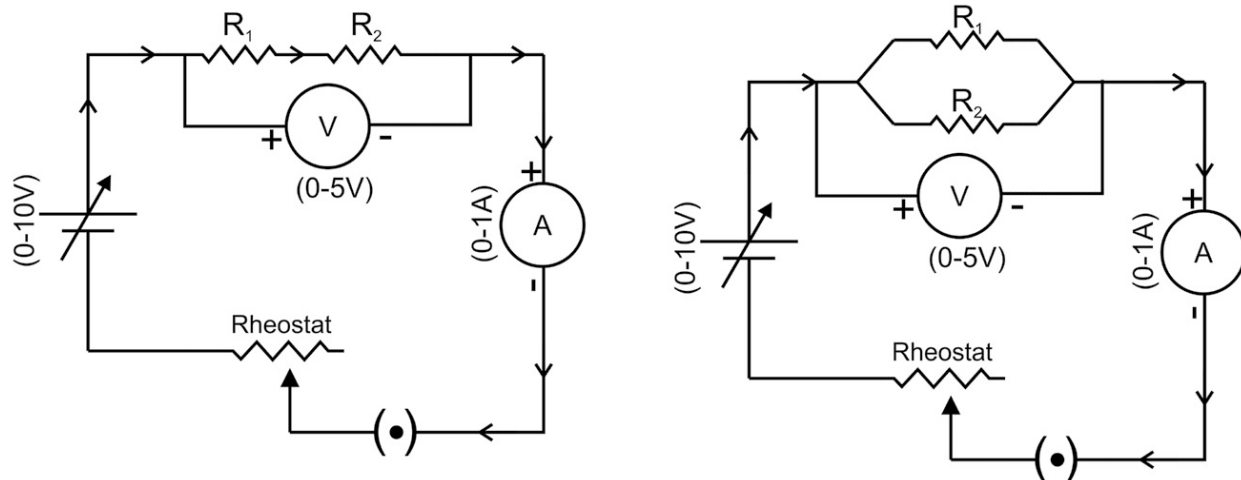 R₁ R₂
+ V -
(0-5V)
+
(0-10V)
(0-1A)
A
-
Rheostat
R₁
R₂
+ V -
(0-5V)
+
(0-10V)
(0-1A)
A
-
Rheostat